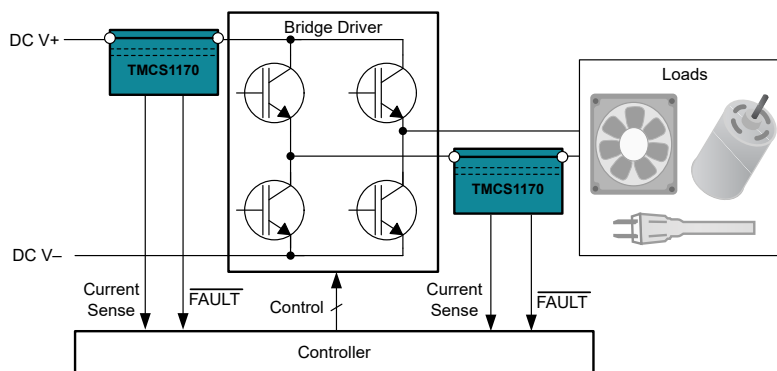 Bridge Driver
DC V+
TMCS1170
Loads
TMCS1170
DC V–
Current
Sense
FAULT
Control
Current
Sense
FAULT
Controller